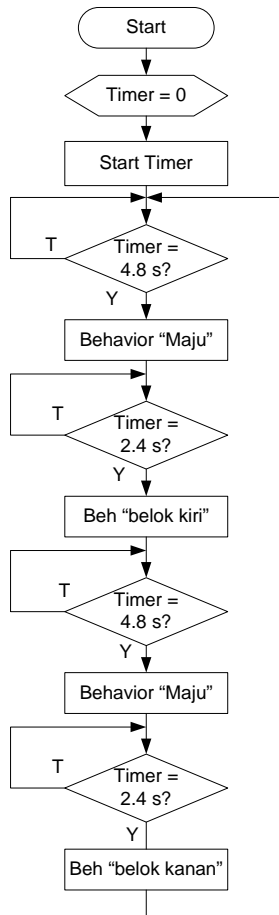 Start
Timer = 0
Start Timer
Timer =
4.8 s?
T
Y
Behavior “Maju”
Timer =
2.4 s?
T
Y
Beh “belok kiri”
Timer =
4.8 s?
T
Y
Behavior “Maju”
Timer =
2.4 s?
T
Y
Beh “belok kanan”